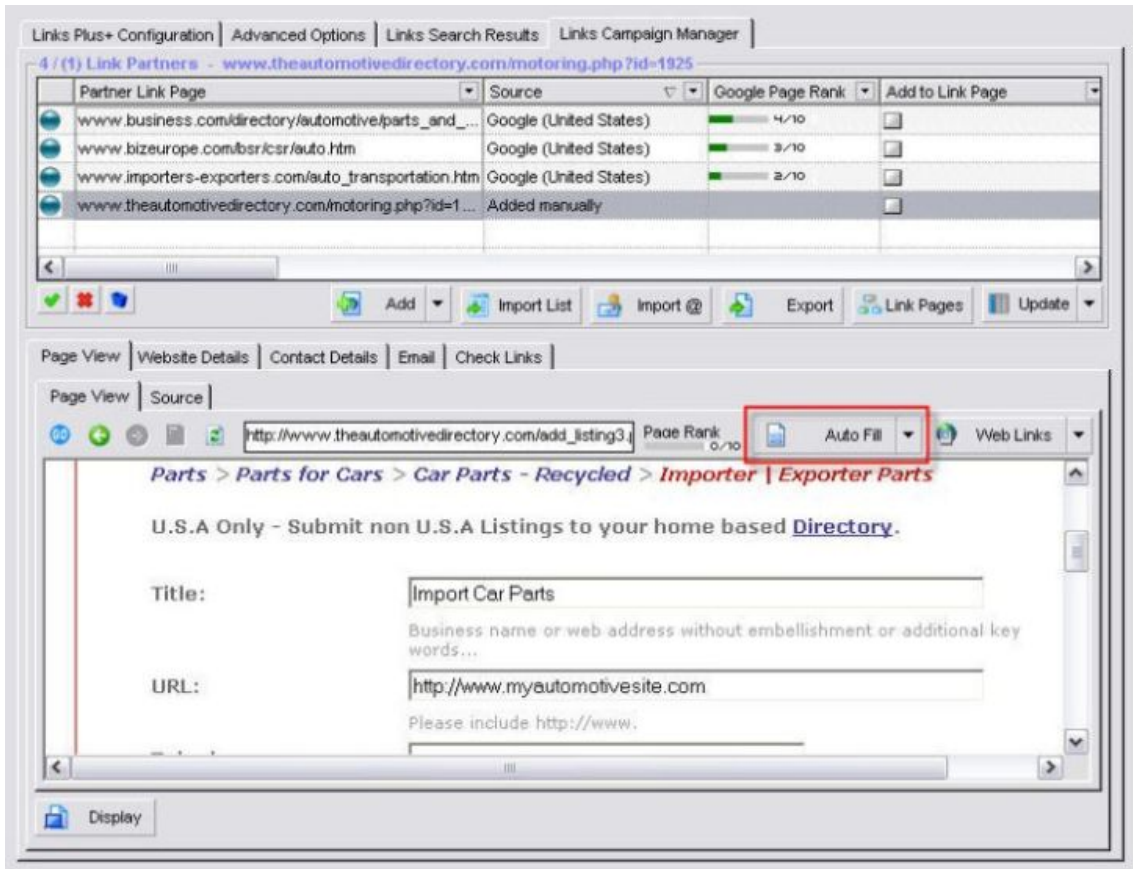 Links Plus+ Configuration Advanced Options Links Search Results Links Campaign Manager
4 / (1) Link Partners - www.theautomotivedirectory.com/motoring.php?id=1925
Partner Link Page Source Google Page Rank Add to Link Page
www.business.com/directory/automotive/parts_and_... Google (United States) 4/10
www.bizeurope.com/bsr/csr/auto.htm Google (United States) 3/10
www.importers-exporters.com/auto_transportation.htm Google (United States) 2/10
www.theautomotivedirectory.com/motoring.php?id=1... Added manually
Add Import List Import @ Export Link Pages Update
Page View Website Details Contact Details Email Check Links
Page View Source
http://www.theautomotivedirectory.com/add_listing3. Page Rank 0/10 Auto Fill Web Links
Parts > Parts for Cars > Car Parts - Recycled > Importer | Exporter Parts
U.S.A Only - Submit non U.S.A Listings to your home based Directory.
Title: Import Car Parts
Business name or web address without embellishment or additional key
words...
URL: http://www.myautomotivesite.com
Please include http://www.
Display